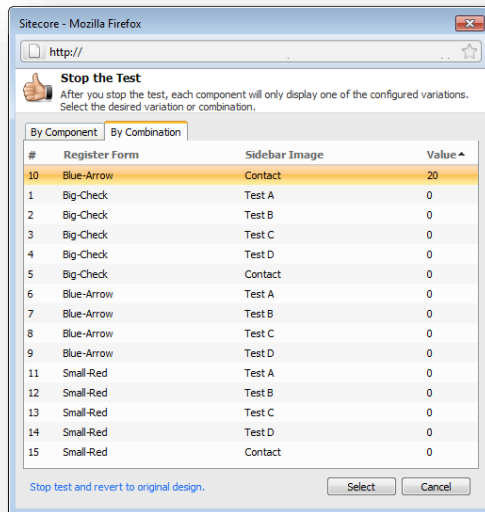 Sitecore - Mozilla Firefox
http://
Stop the Test
After you stop the test, each component will only display one of the configured variations.
Select the desired variation or combination.
By Component By Combination
# Register Form Sidebar Image Value
10 Blue-Arrow Contact 20
1 Big-Check Test A 0
2 Big-Check Test B 0
3 Big-Check Test C 0
4 Big-Check Test D 0
5 Big-Check Contact 0
6 Blue-Arrow Test A 0
7 Blue-Arrow Test B 0
8 Blue-Arrow Test C 0
9 Blue-Arrow Test D 0
11 Small-Red Test A 0
12 Small-Red Test B 0
13 Small-Red Test C 0
14 Small-Red Test D 0
15 Small-Red Contact 0
Stop test and revert to original design. Select Cancel